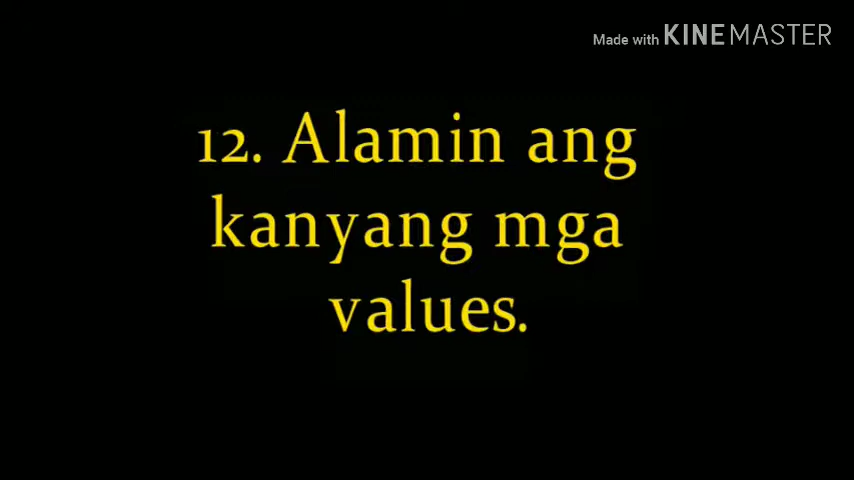 Made with KINEMASTER
12. Alamin ang
kanyang mga
values.